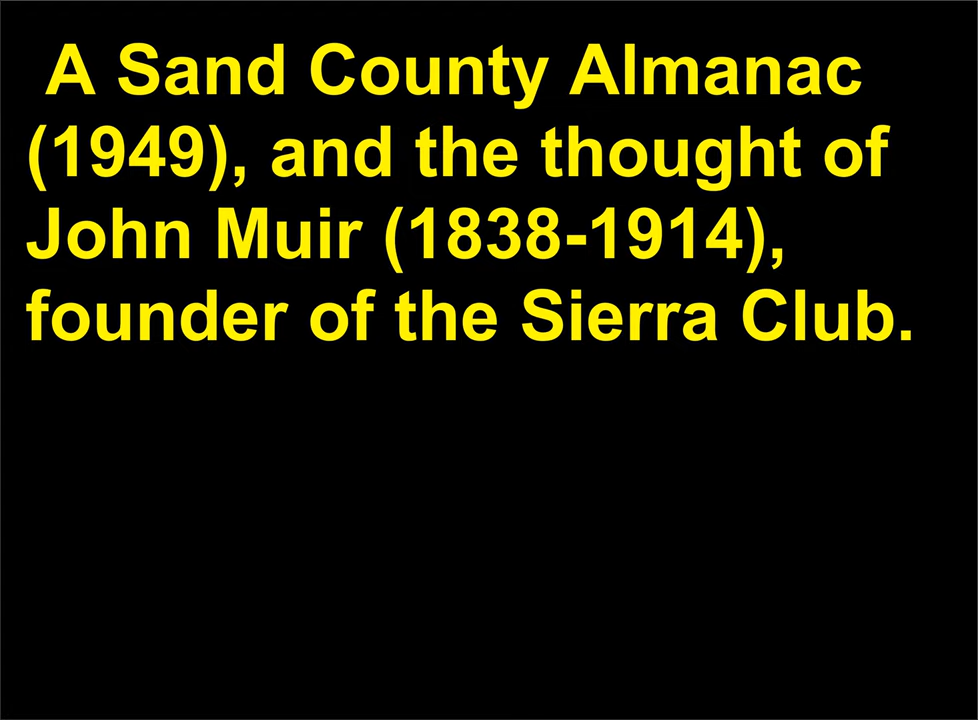 A Sand County Almanac
(1949), and the thought of
John Muir (1838-1914),
founder of the Sierra Club.